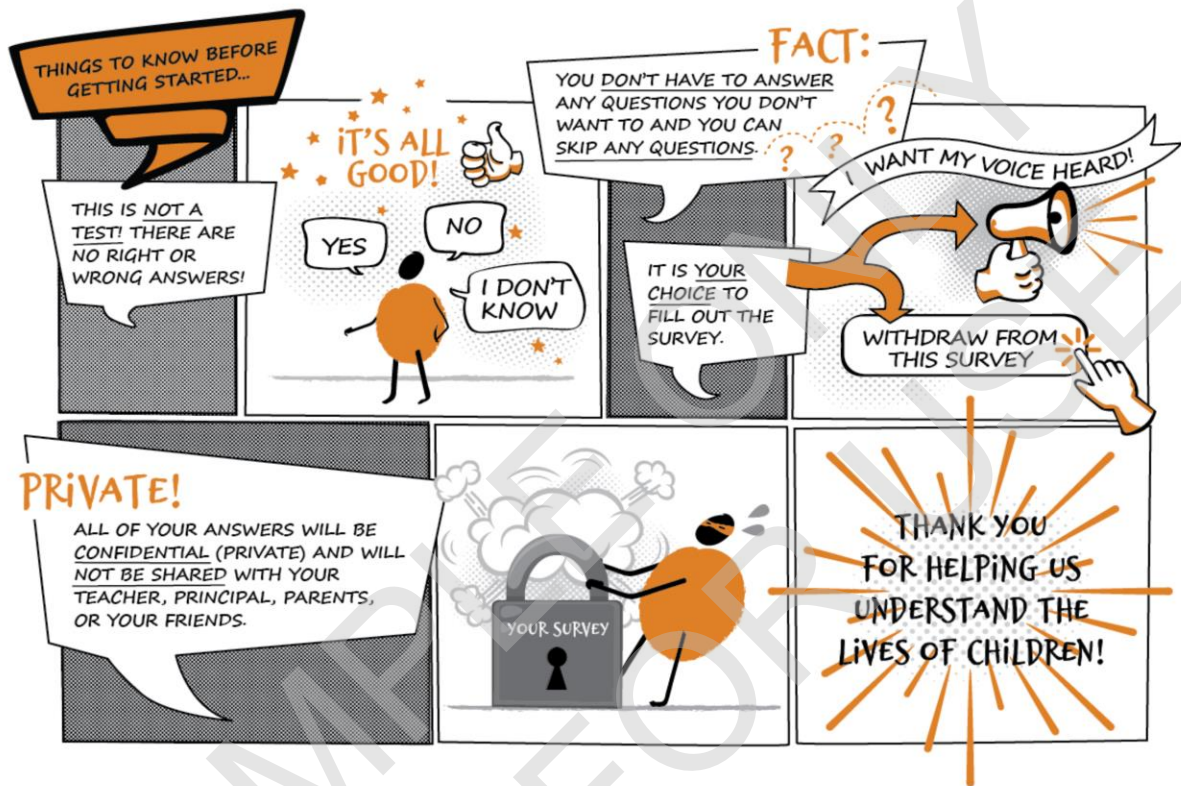 THINGS TO KNOW BEFORE
GETTING STARTED...
THIS IS NOT A
TEST! THERE ARE
NO RIGHT OR
WRONG ANSWERS!
iT'S ALL
GOOD!
YES
NO
I DON'T
KNOW
FACT:
YOU DON'T HAVE TO ANSWER
ANY QUESTIONS YOU DON'T
WANT TO AND YOU CAN
SKIP ANY QUESTIONS.
? ? ?
IT IS YOUR
CHOICE TO
FILL OUT THE
SURVEY.
I WANT MY VOICE HEARD!
WITHDRAW FROM
THIS SURVEY
PRiVATE!
ALL OF YOUR ANSWERS WILL BE
CONFIDENTIAL (PRIVATE) AND WILL
NOT BE SHARED WITH YOUR
TEACHER, PRINCIPAL, PARENTS,
OR YOUR FRIENDS.
YOUR SURVEY
THANK YOU
FOR HELPiNG US
UNDERSTAND THE
LiVES OF CHiLDREN!
ONLY
FOR USE